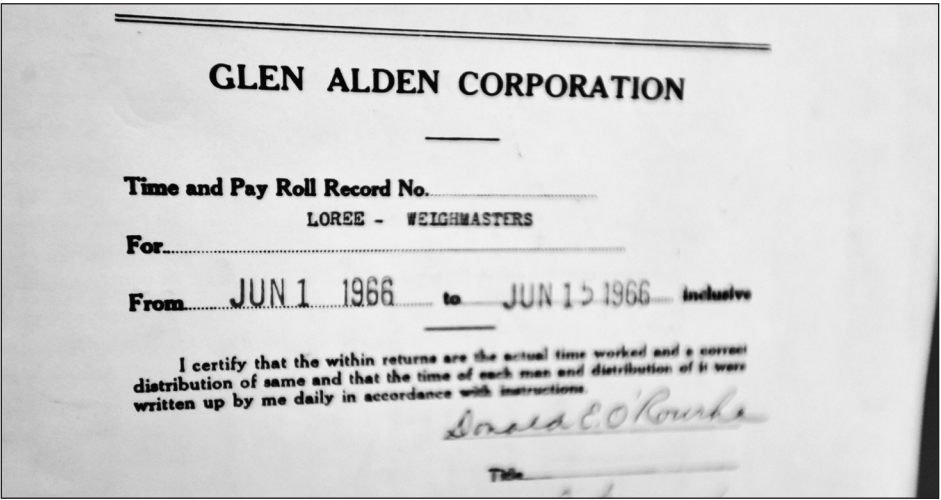 GLEN ALDEN CORPORATION
Time and Pay Roll Record No.
LOREE - WEIGHMASTERS
For
From JUN 1 1966 to JUN 15 1966 inclusive
I certify that the within returns are the actual time worked and a correct
distribution of same and that the time of each man and distribution of it were
written up by me daily in accordance with instructions.
Donald E. O'Rourke
Title